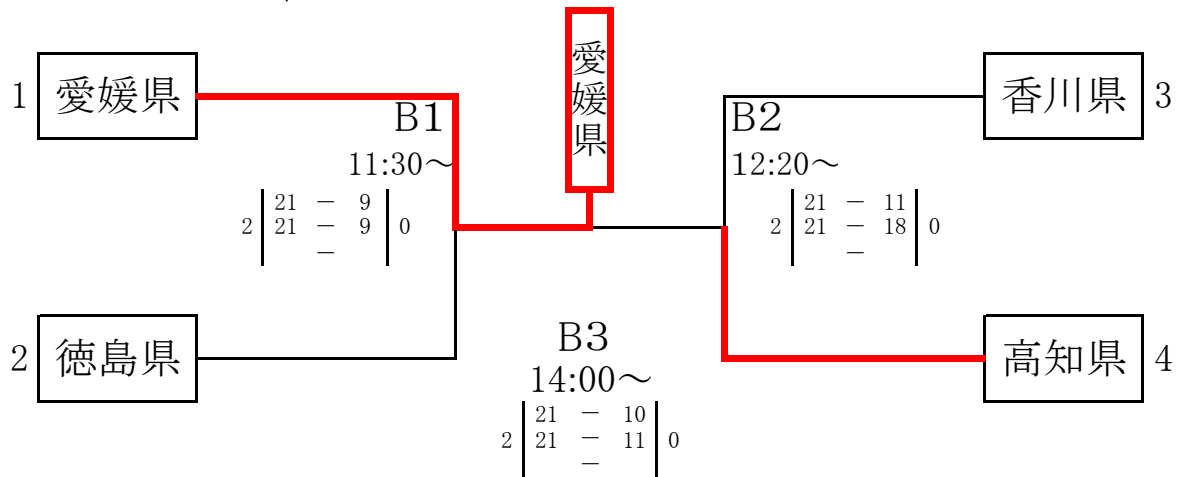 愛媛県
1 愛媛県
香川県 3
B1
11:30～
21 － 9
2 21 － 9 0
－
B2
12:20～
21 － 11
2 21 － 18 0
－
2 徳島県
高知県 4
B3
14:00～
21 － 10
2 21 － 11 0
－